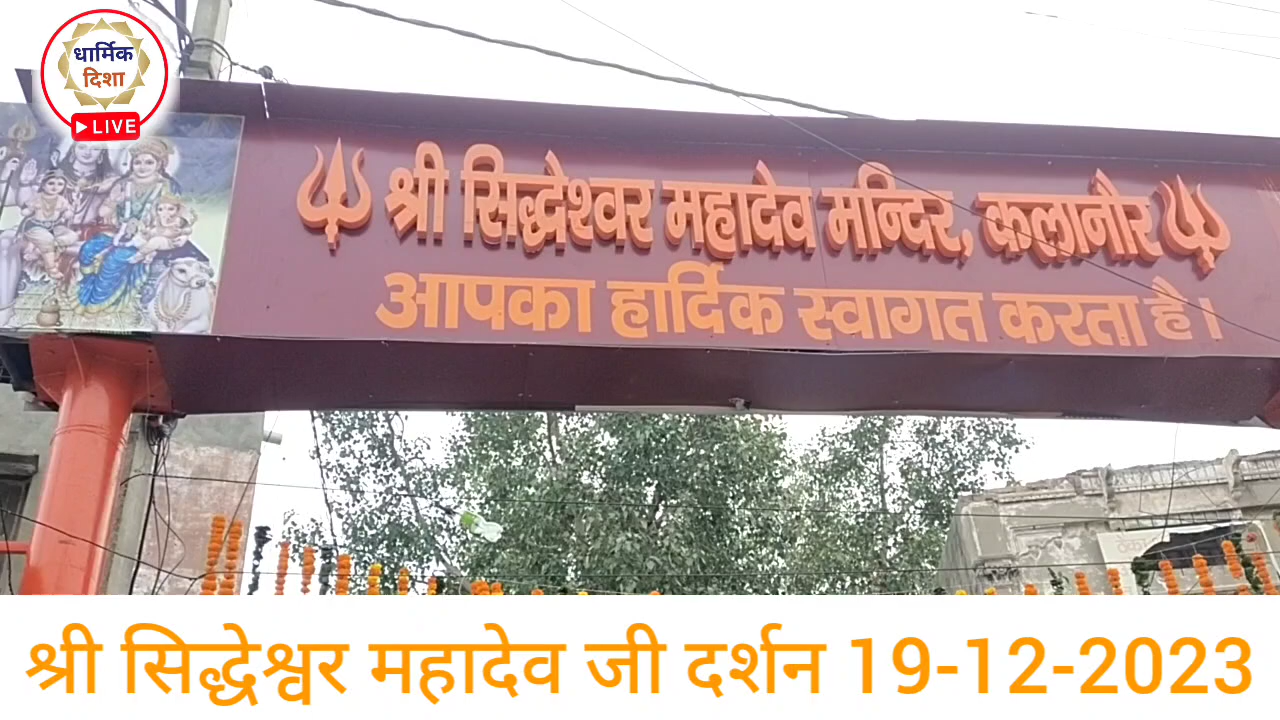 धार्मिक
दिशा
LIVE
श्री सिद्धेश्वर महादेव मन्दिर, कलानौर
आपका हार्दिक स्वागत करता है।
श्री सिद्धेश्वर महादेव जी दर्शन 19-12-2023